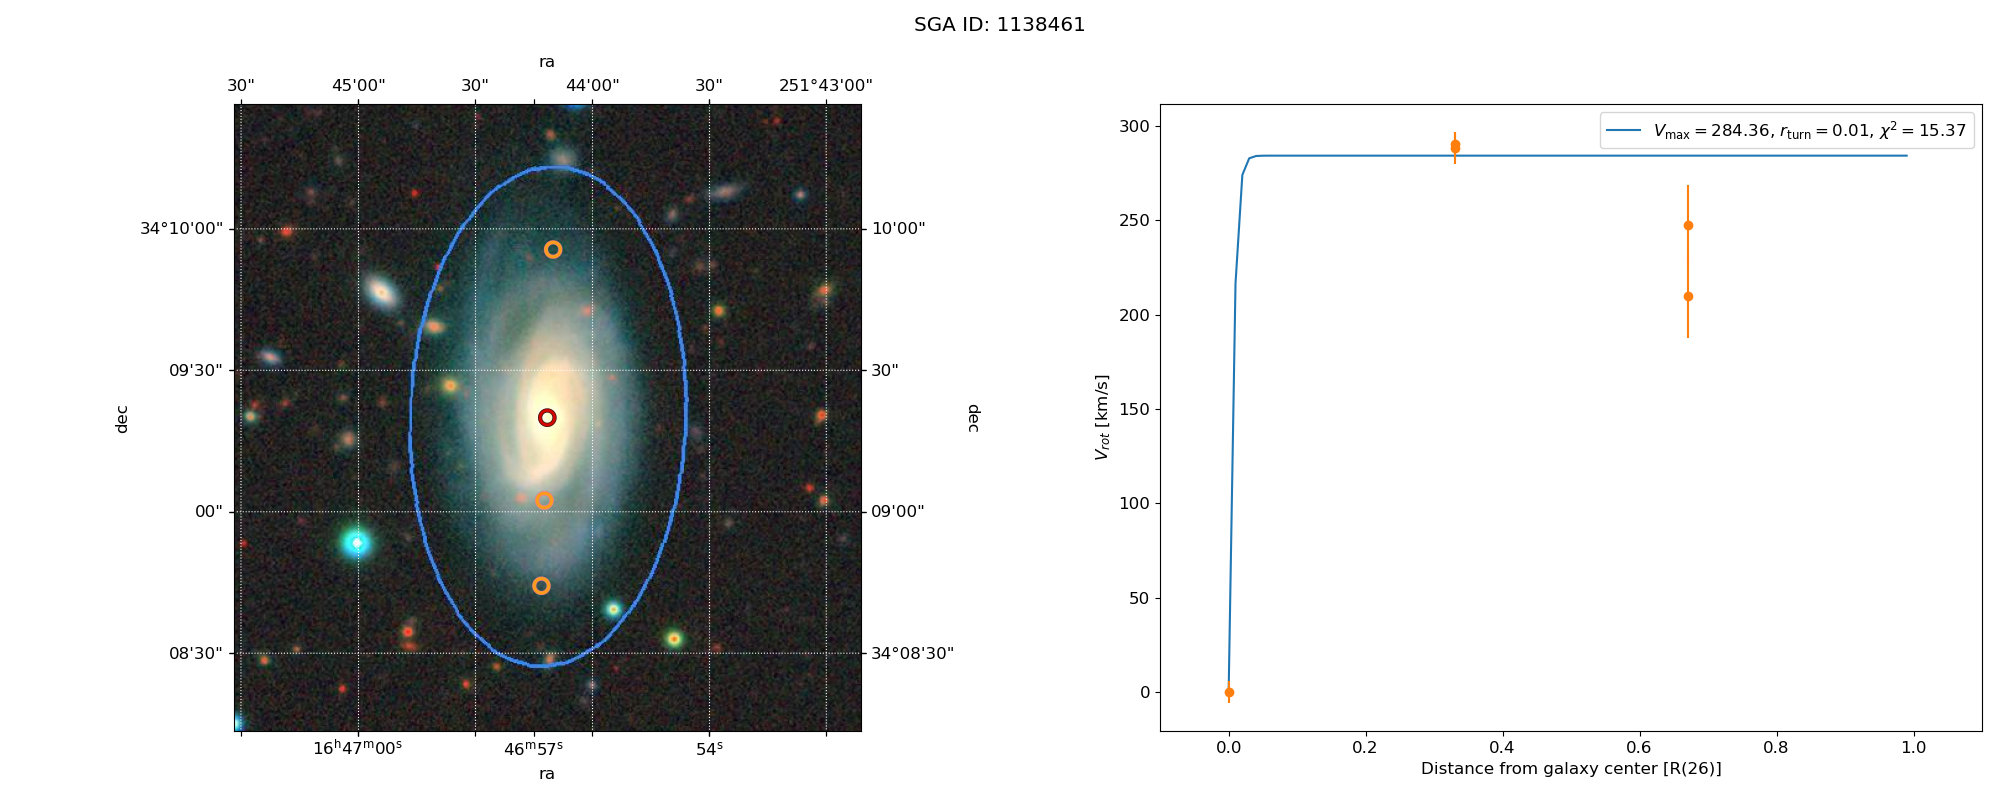 SGA ID: 1138461
ra
30" 45'00" 30" 44'00" 30" 251°43'00"
34°10'00" 10'00"
09'30" 30"
dec dec
00" 09'00"
08'30" 34°08'30"
16h47m00s 46m57s 54s
ra
Vmax = 284.36, rturn = 0.01, χ² = 15.37
300
250
200
150
100
50
0
Vrot [km/s]
0.0 0.2 0.4 0.6 0.8 1.0
Distance from galaxy center [R(26)]